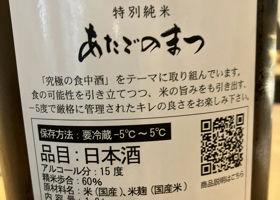 特別純米
あたごのまつ
「究極の食中酒」をテーマに取り組んでいます。
食の可能性を引き立てつつ、米の旨みをも引き出す、
-5度で厳格に管理されたキレの良さをお楽しみ下さい。
保存方法:要冷蔵 -5℃～5℃
品目:日本酒
アルコール分:15度
精米歩合:60%
原材料名:米(国産)、米麹(国産米)
商品説明はこちら